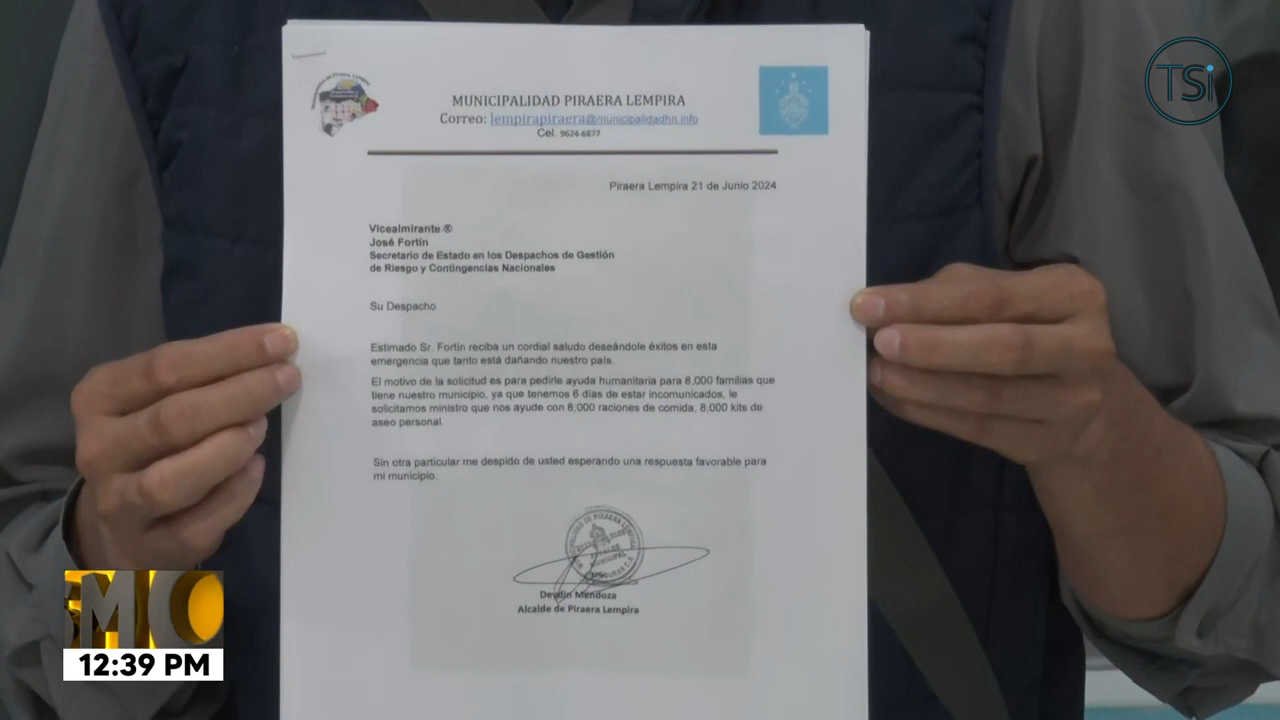 TSi
MUNICIPALIDAD PIRAERA LEMPIRA
Correo: lempirapiraera@municipalidadhn.info
Cel. 9624-6877
Piraera Lempira 21 de Junio 2024
Vicealmirante ®
José Fortín
Secretario de Estado en los Despachos de Gestión
de Riesgo y Contingencias Nacionales
Su Despacho
Estimado Sr. Fortín reciba un cordial saludo deseándole éxitos en esta
emergencia que tanto está dañando nuestro país.
El motivo de la solicitud es para pedirle ayuda humanitaria para 8,000 familias que
tiene nuestro municipio, ya que tenemos 6 días de estar incomunicados, le
solicitamos ministro que nos ayude con 8,000 raciones de comida, 8,000 kits de
aseo personal.
Sin otra particular me despido de usted esperando una respuesta favorable para
mi municipio.
DE PIRAERA LEMPIRA
MUNICIPAL
Deydin Mendoza
Alcalde de Piraera Lempira
12:39 PM